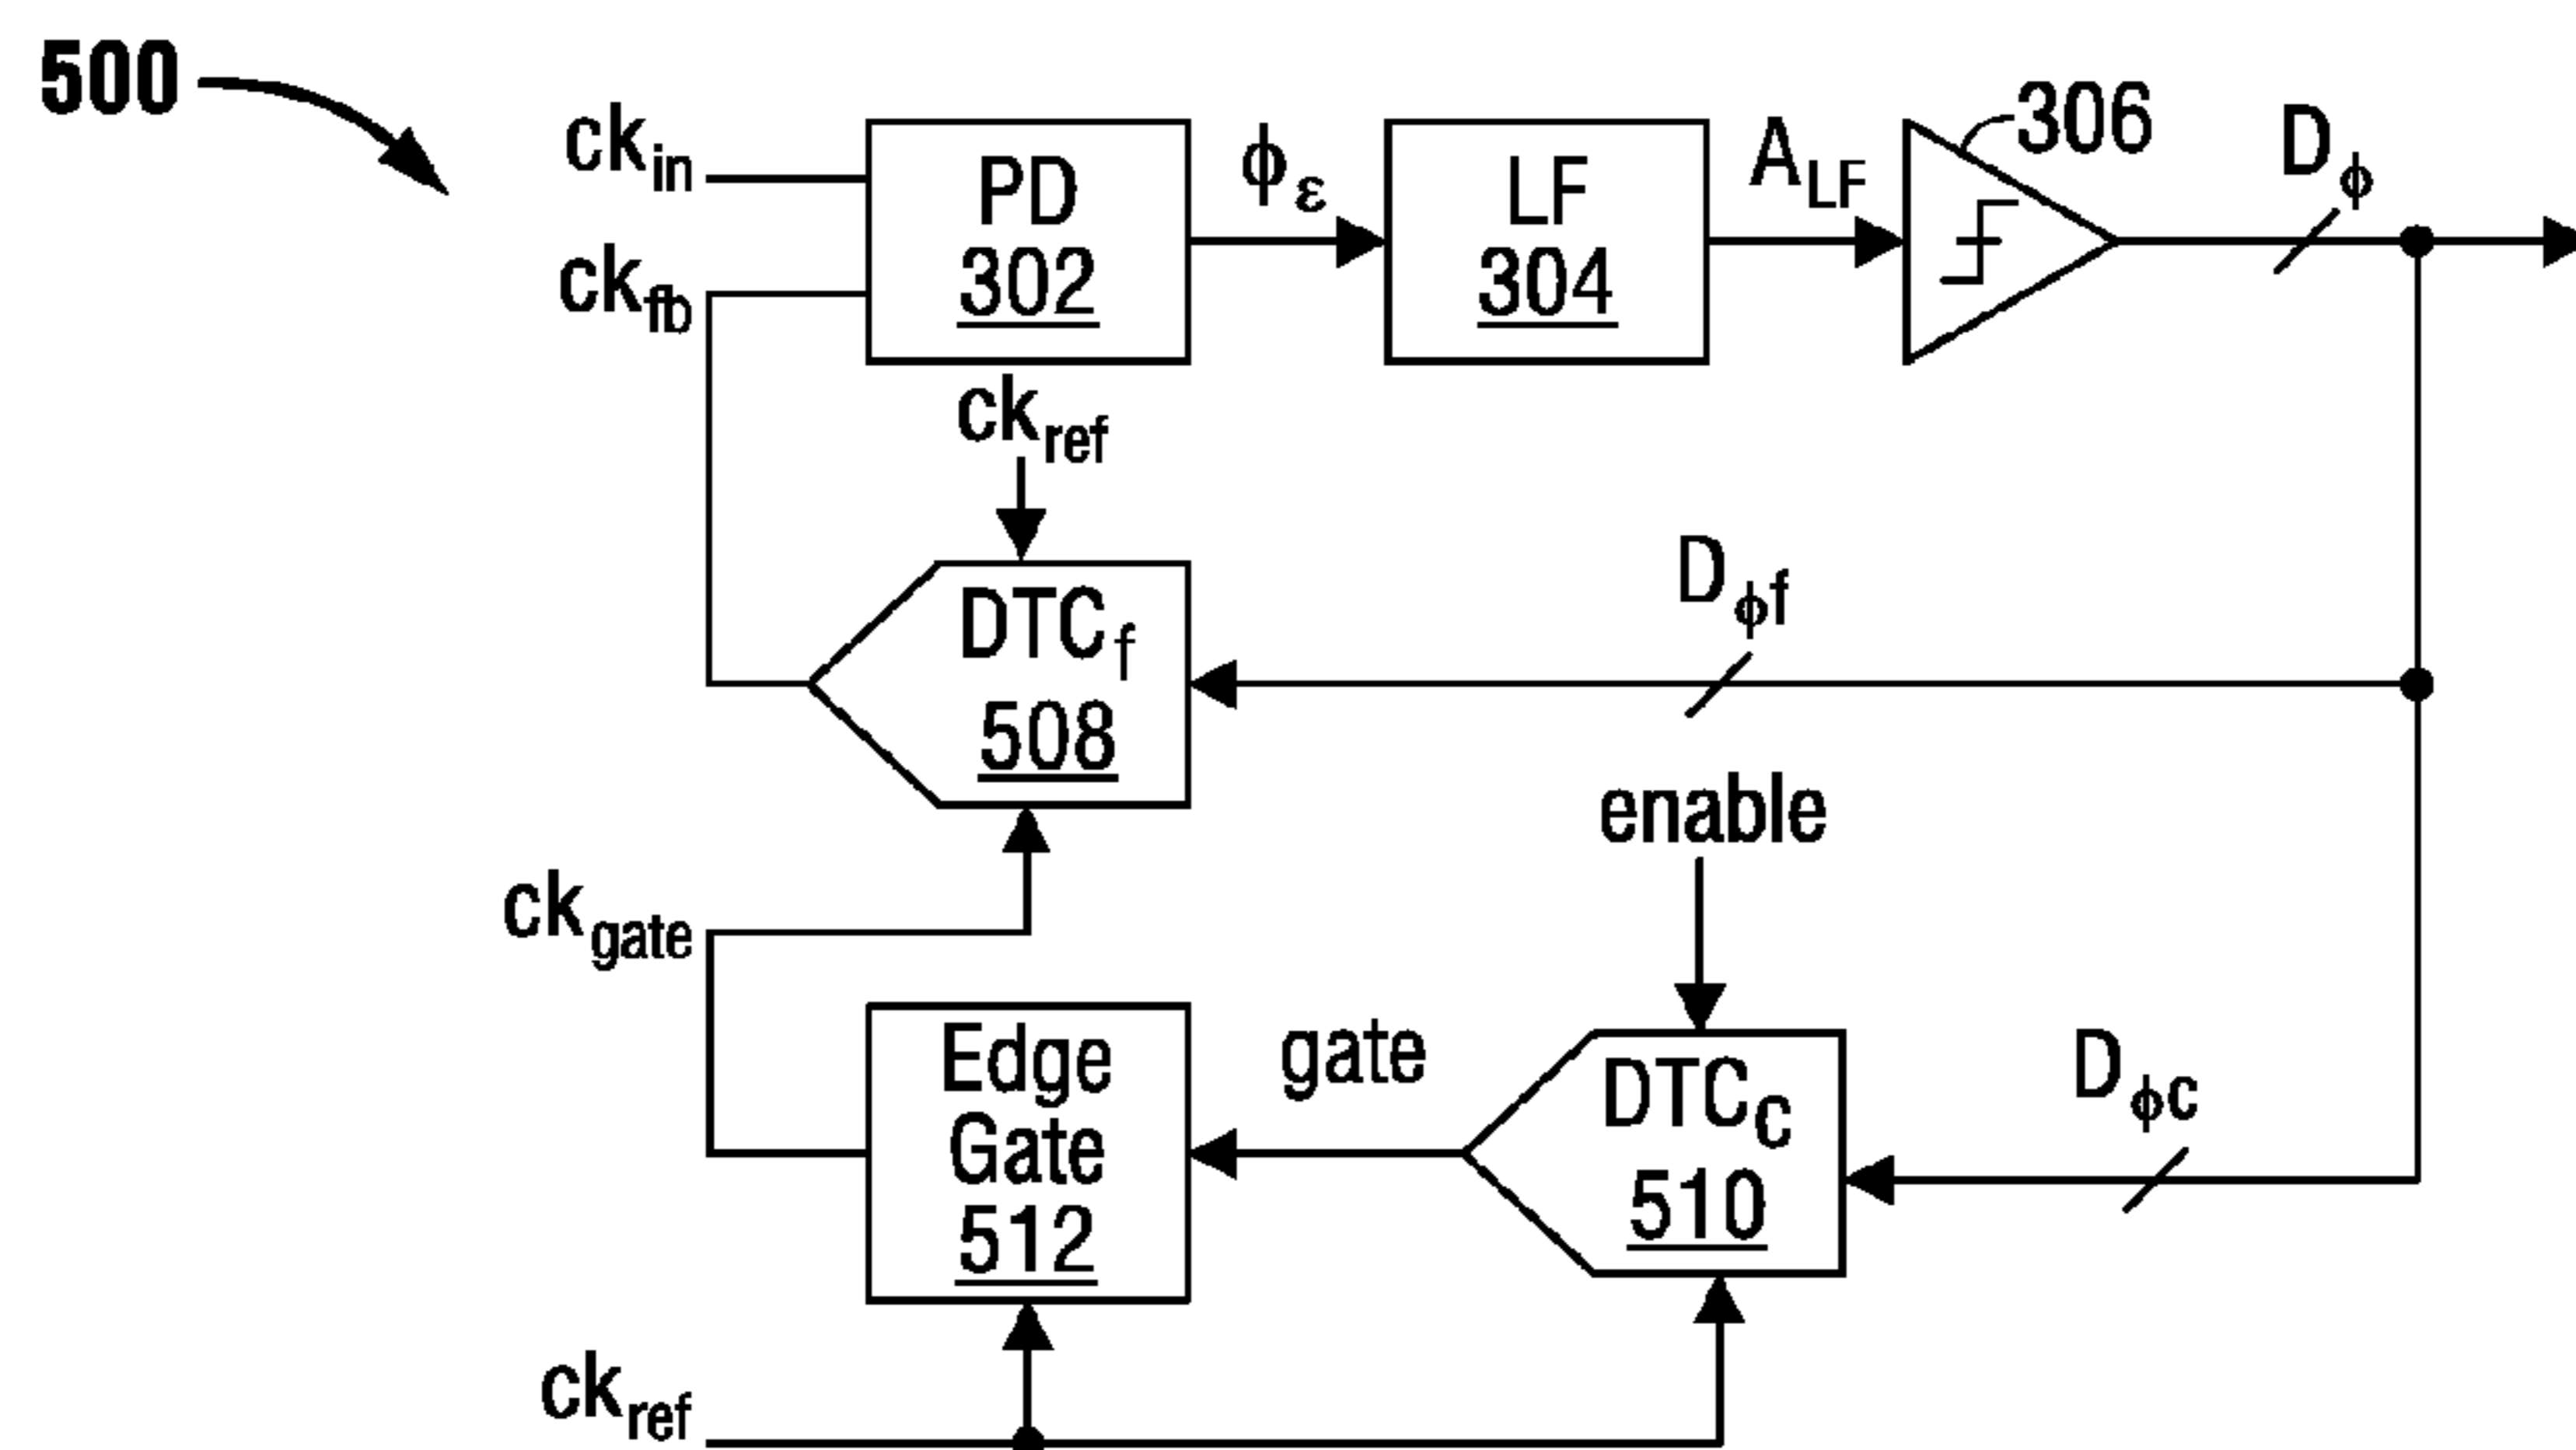 500
ck_in
ck_fb
PD
302
ϕ_ε
LF
304
A_LF
306
D_ϕ
ck_ref
DTC_f
508
D_ϕf
enable
ck_gate
Edge
Gate
512
gate
DTC_c
510
D_ϕc
ck_ref